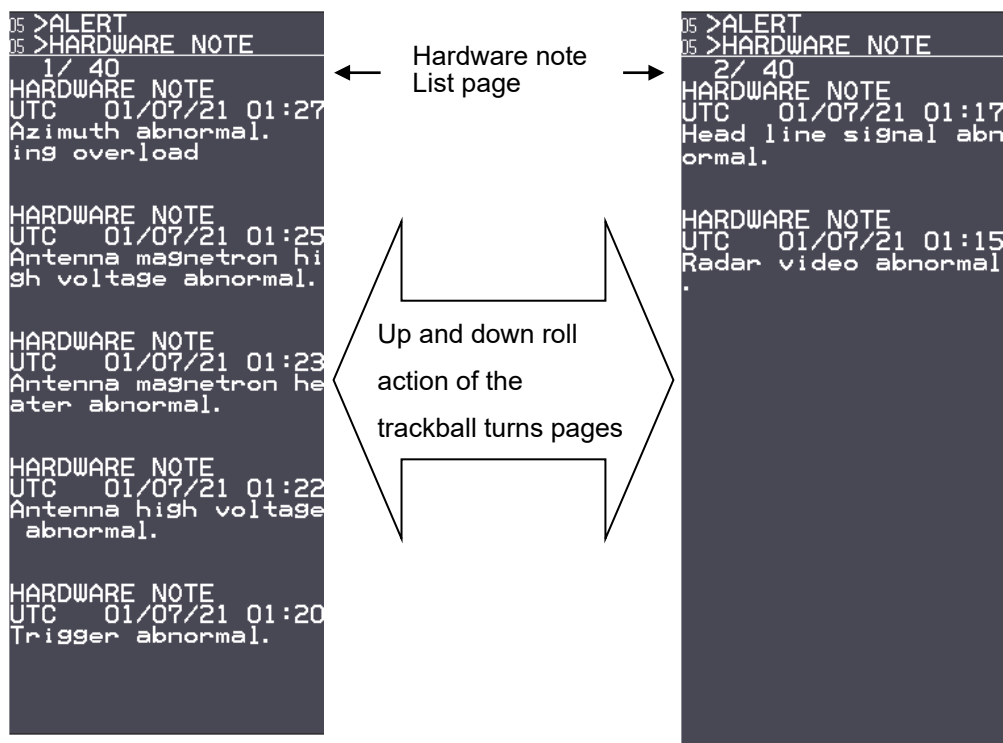 05 >ALERT
05 >HARDWARE NOTE
1/ 40
HARDWARE NOTE
UTC 01/07/21 01:27
Azimuth abnormal.
ing overload
HARDWARE NOTE
UTC 01/07/21 01:25
Antenna magnetron hi
gh voltage abnormal.
HARDWARE NOTE
UTC 01/07/21 01:23
Antenna magnetron he
ater abnormal.
HARDWARE NOTE
UTC 01/07/21 01:22
Antenna high voltage
abnormal.
HARDWARE NOTE
UTC 01/07/21 01:20
Trigger abnormal.
Hardware note
List page
Up and down roll
action of the
trackball turns pages
05 >ALERT
05 >HARDWARE NOTE
2/ 40
HARDWARE NOTE
UTC 01/07/21 01:17
Head line signal abn
ormal.
HARDWARE NOTE
UTC 01/07/21 01:15
Radar video abnormal
.